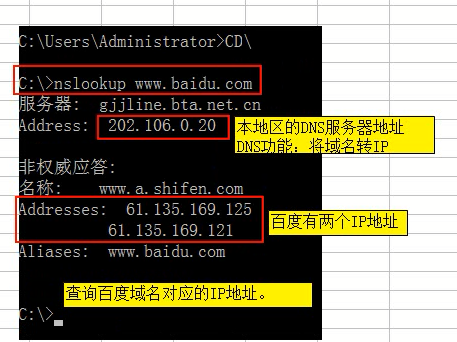 C:\Users\Administrator>CD\
C:\>nslookup www.baidu.com
服务器:  gjjline.bta.net.cn
Address:  202.106.0.20
本地区的DNS服务器地址
DNS功能：将域名转IP
非权威应答:
名称:    www.a.shifen.com
Addresses:  61.135.169.125
61.135.169.121
百度有两个IP地址
Aliases:  www.baidu.com
查询百度域名对应的IP地址。
C:\>